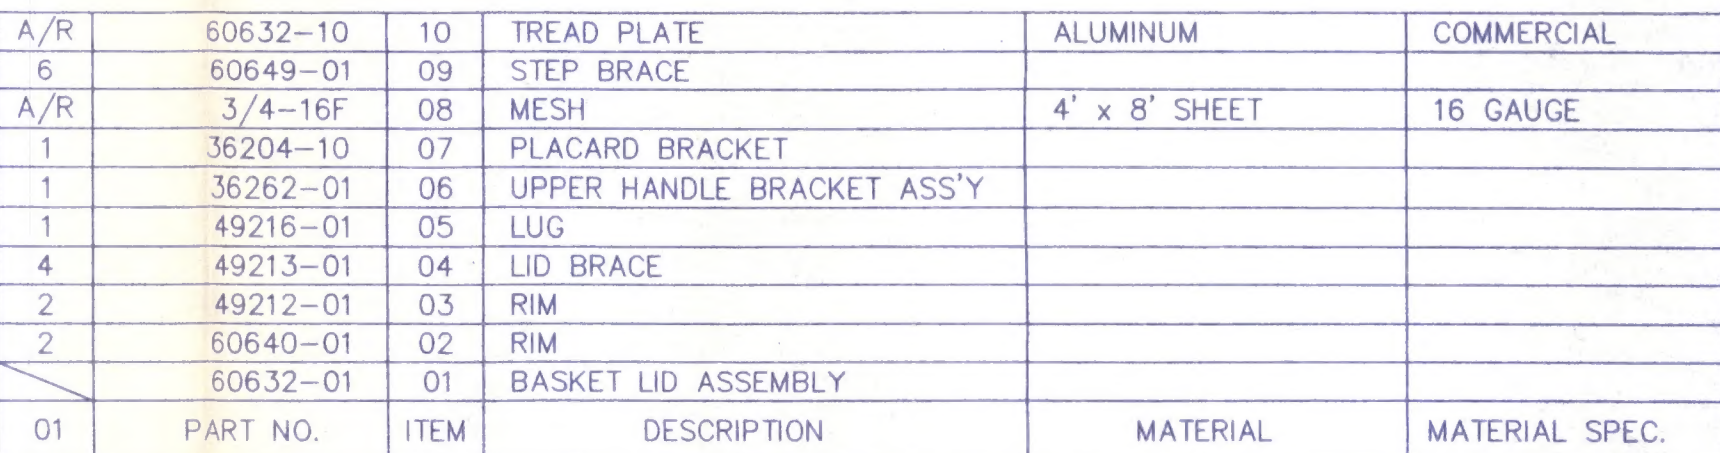 A/R 60632-10 10 TREAD PLATE ALUMINUM COMMERCIAL
6 60649-01 09 STEP BRACE
A/R 3/4-16F 08 MESH 4' x 8' SHEET 16 GAUGE
1 36204-10 07 PLACARD BRACKET
1 36262-01 06 UPPER HANDLE BRACKET ASS'Y
1 49216-01 05 LUG
4 49213-01 04 LID BRACE
2 49212-01 03 RIM
2 60640-01 02 RIM
60632-01 01 BASKET LID ASSEMBLY
01 PART NO. ITEM DESCRIPTION MATERIAL MATERIAL SPEC.